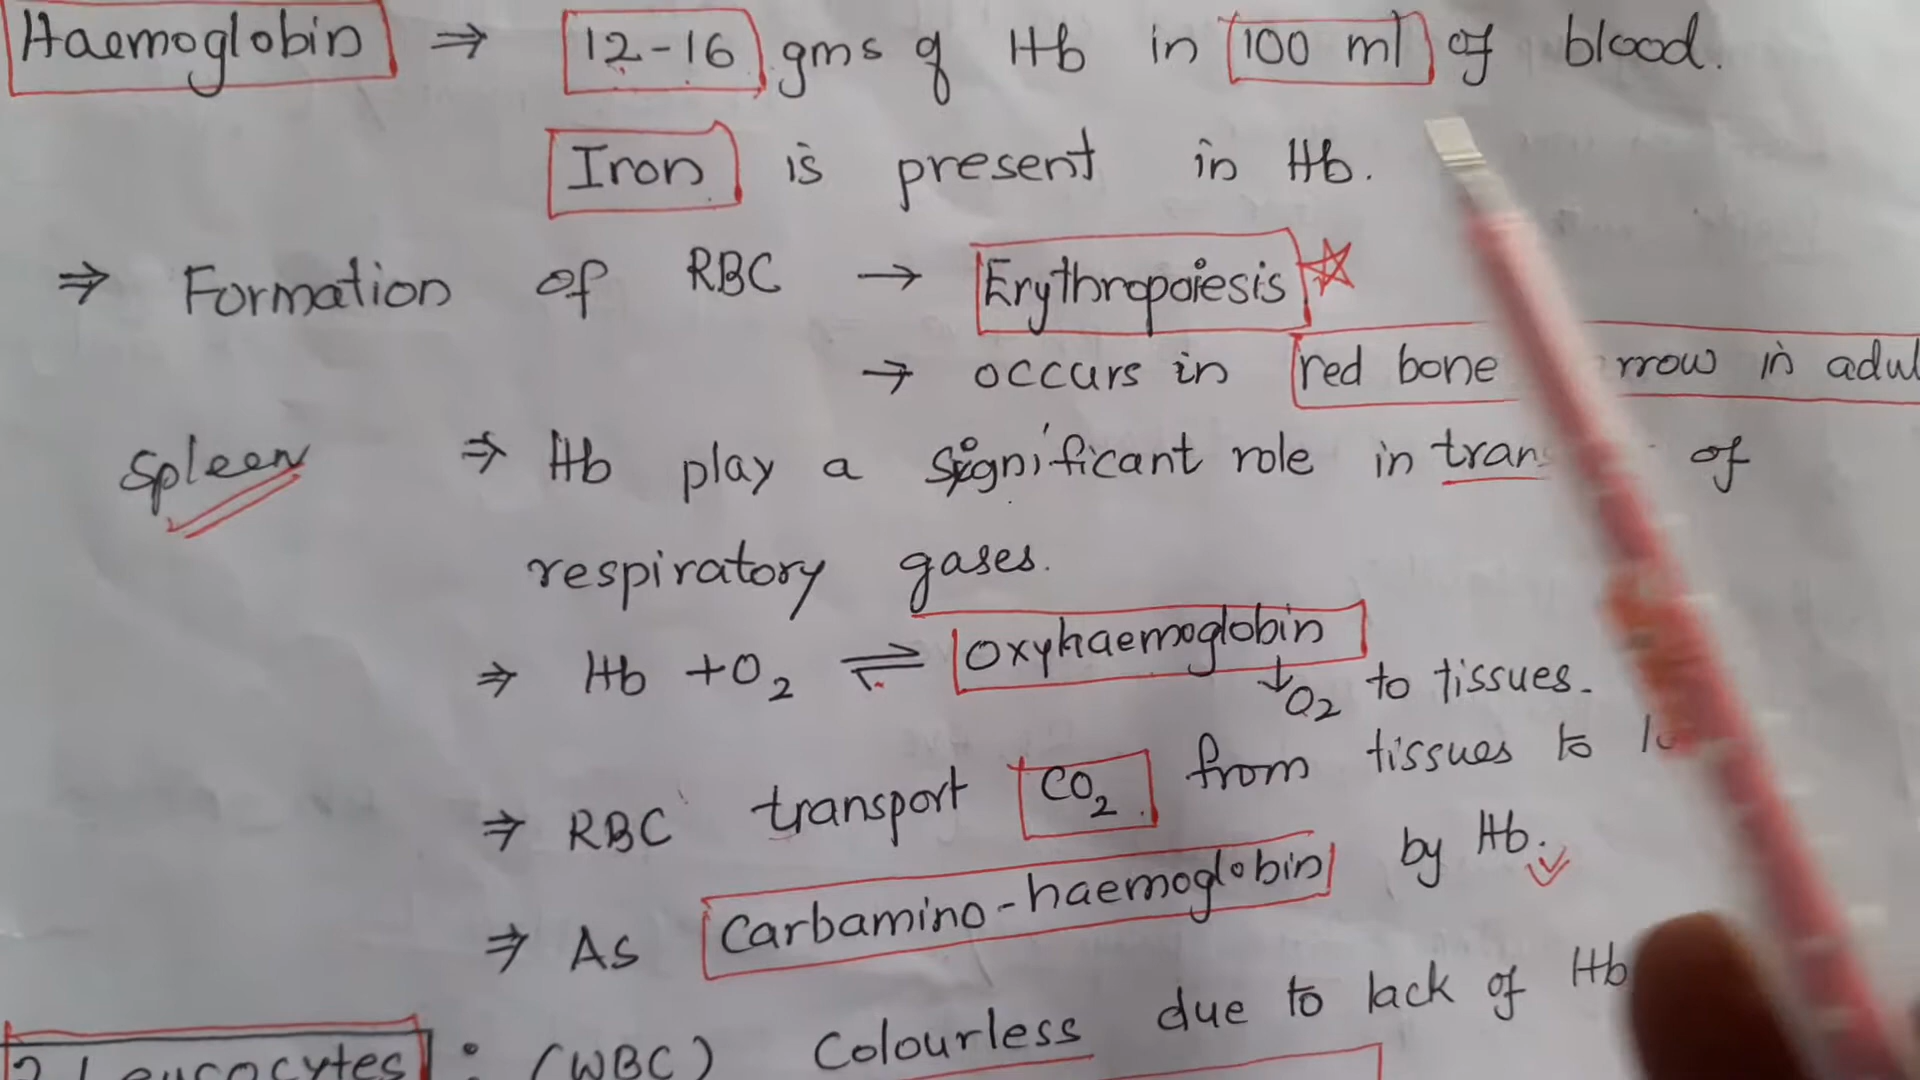 Haemoglobin ⇒ 12-16 gms of Hb in 100 ml of blood.
Iron is present in Hb.
⇒ Formation of RBC → Erythropoiesis ☆
→ occurs in red bone in
Spleen ⇒ Hb play a significant role in of
respiratory gases.
⇒ Hb + O₂ ⇌ Oxyhaemoglobin
↓O₂ to tissues.
⇒ RBC transport CO₂ from tissues to
⇒ As Carbamino-haemoglobin by Hb.
Leucocytes : (WBC) Colourless due to lack of Hb